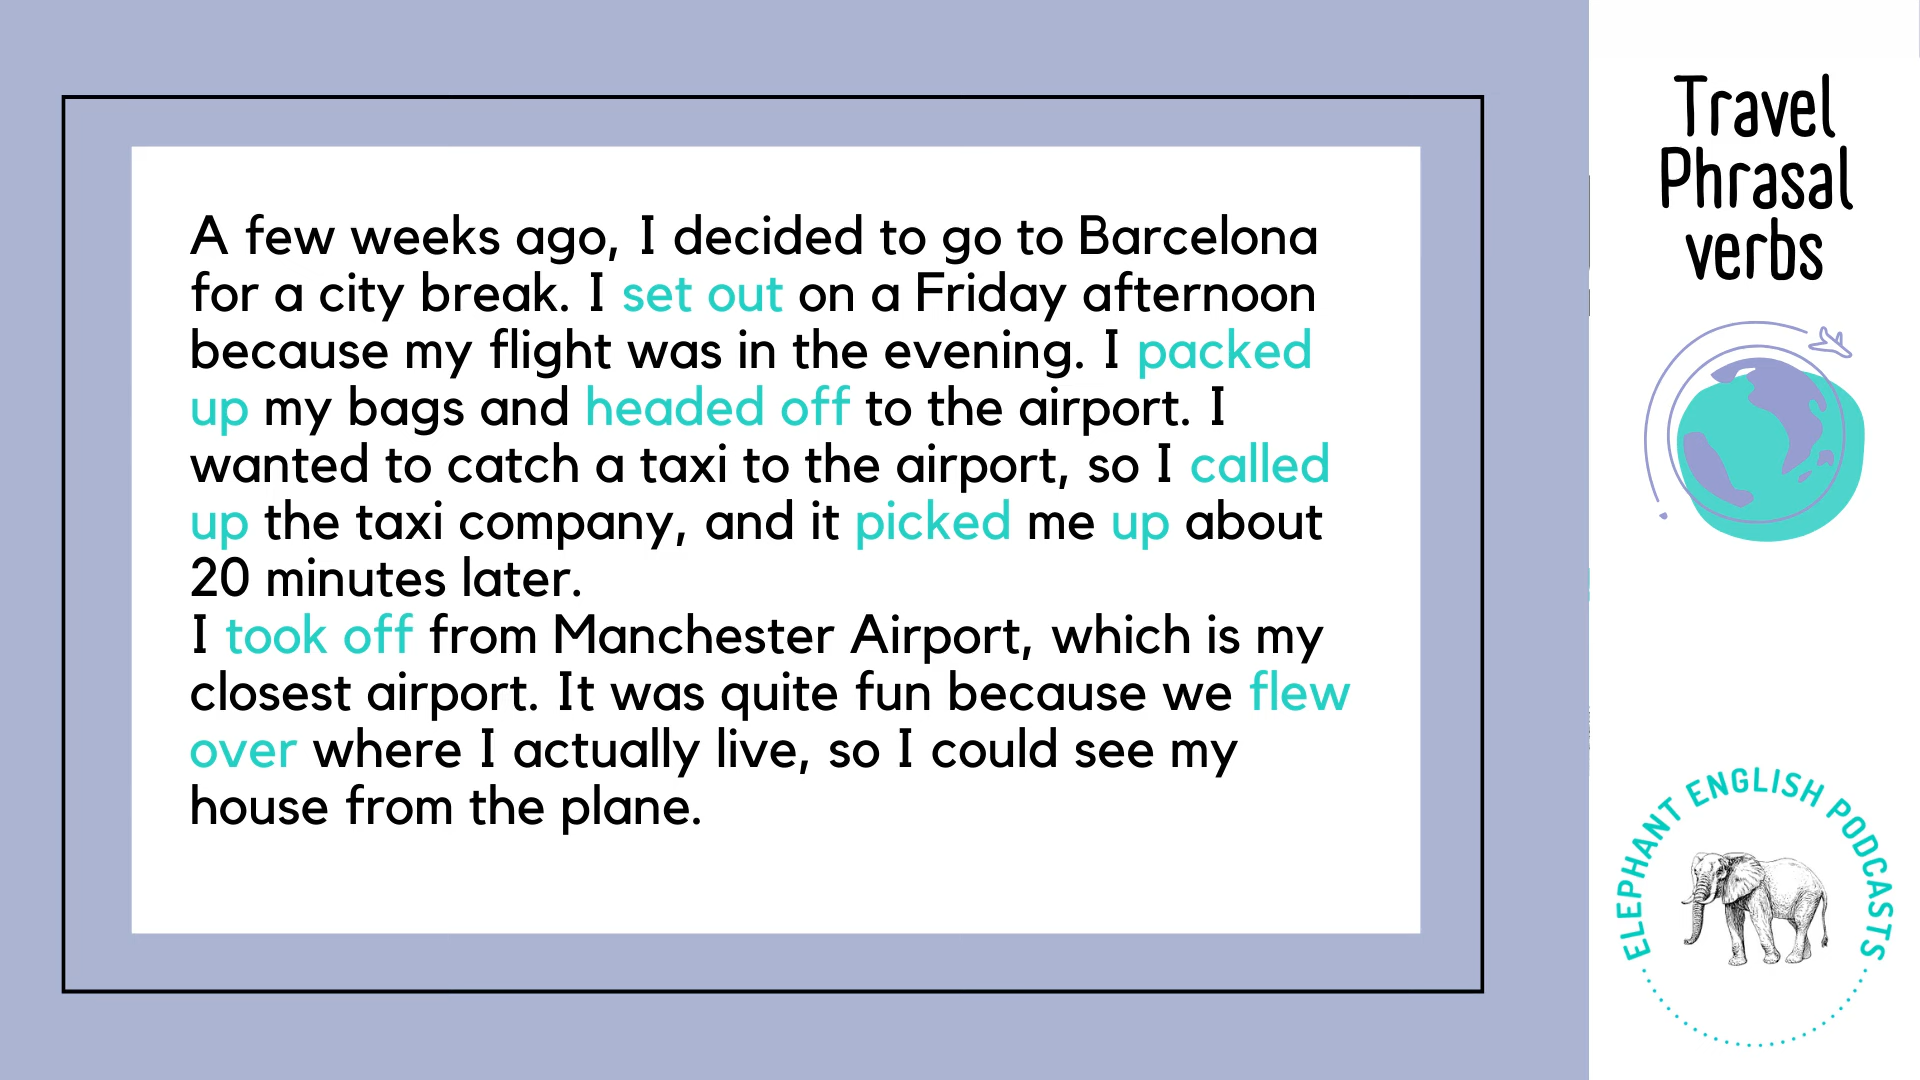 A few weeks ago, I decided to go to Barcelona
for a city break. I set out on a Friday afternoon
because my flight was in the evening. I packed
up my bags and headed off to the airport. I
wanted to catch a taxi to the airport, so I called
up the taxi company, and it picked me up about
20 minutes later.
I took off from Manchester Airport, which is my
closest airport. It was quite fun because we flew
over where I actually live, so I could see my
house from the plane.
Travel
Phrasal
verbs
ELEPHANT ENGLISH PODCASTS